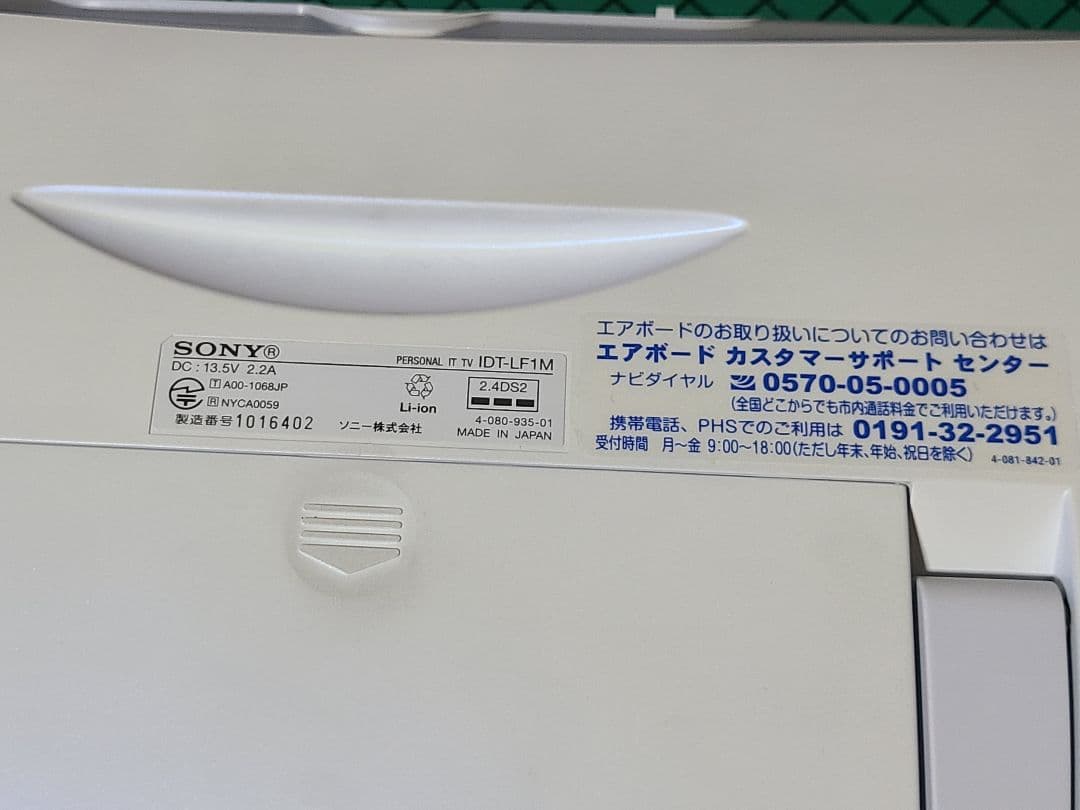 SONY®
PERSONAL IT TV IDT-LF1M
DC : 13.5V 2.2A
T A00-1068JP
R NYCA0059
Li-ion
2.4DS2
製造番号 1016402
ソニー株式会社
4-080-935-01
MADE IN JAPAN
エアボードのお取り扱いについてのお問い合わせは
エアボード カスタマーサポート センター
ナビダイヤル 0570-05-0005
(全国どこからでも市内通話料金でご利用いただけます。)
携帯電話、PHSでのご利用は 0191-32-2951
受付時間 月〜金 9:00〜18:00(ただし年末、年始、祝日を除く)
4-081-842-01